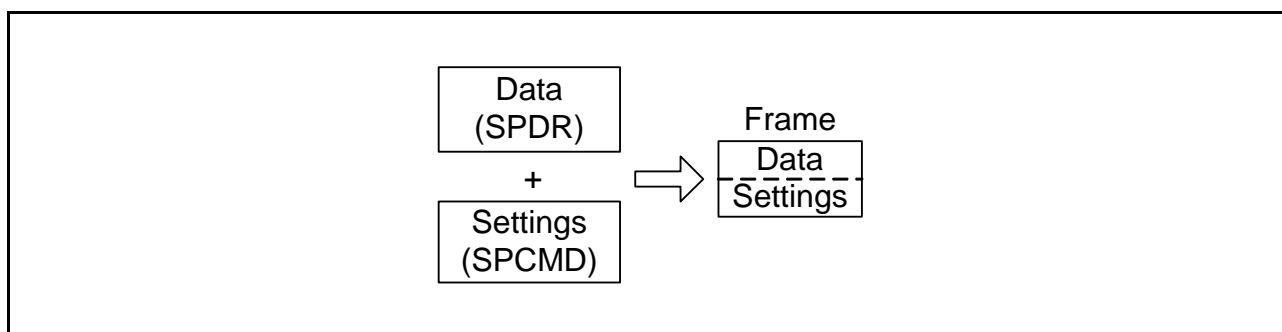 Data
(SPDR)
+
Settings
(SPCMD)
Frame
Data
Settings